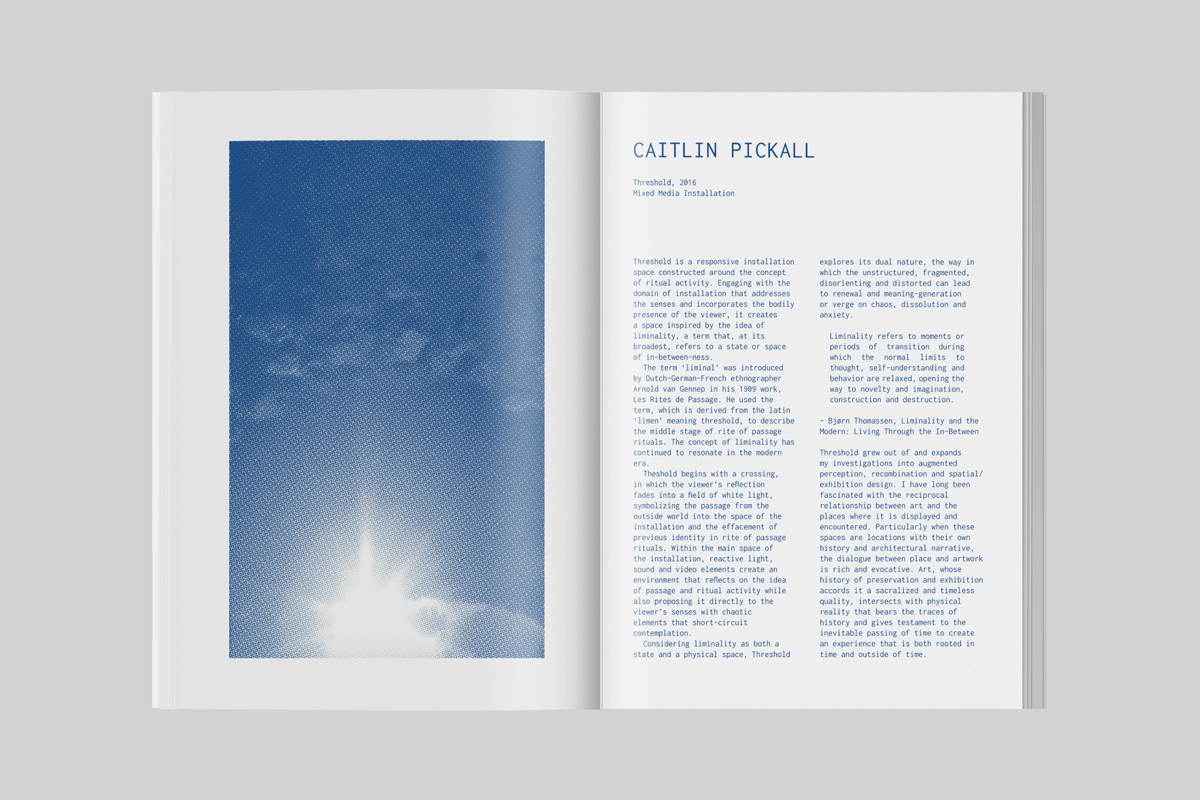 CAITLIN PICKALL
Threshold, 2016
Mixed Media Installation
Threshold is a responsive installation
space constructed around the concept
of ritual activity. Engaging with the
domain of installation that addresses
the senses and incorporates the bodily
presence of the viewer, it creates
a space inspired by the idea of
liminality, a term that, at its
broadest, refers to a state or space
of in-between-ness.
The term 'liminal' was introduced
by Dutch-German-French ethnographer
Arnold van Gennep in his 1909 work,
Les Rites de Passage. He used the
term, which is derived from the latin
'limen' meaning threshold, to describe
the middle stage of rite of passage
rituals. The concept of liminality has
continued to resonate in the modern
era.
Theshold begins with a crossing,
in which the viewer's reflection
fades into a field of white light,
symbolizing the passage from the
outside world into the space of the
installation and the effacement of
previous identity in rite of passage
rituals. Within the main space of
the installation, reactive light,
sound and video elements create an
environment that reflects on the idea
of passage and ritual activity while
also proposing it directly to the
viewer's senses with chaotic
elements that short-circuit
contemplation.
Considering liminality as both a
state and a physical space, Threshold
explores its dual nature, the way in
which the unstructured, fragmented,
disorienting and distorted can lead
to renewal and meaning-generation
or verge on chaos, dissolution and
anxiety.
Liminality refers to moments or
periods of transition during
which the normal limits to
thought, self-understanding and
behavior are relaxed, opening the
way to novelty and imagination,
construction and destruction.
– Bjørn Thomassen, Liminality and the
Modern: Living Through the In-Between
Threshold grew out of and expands
my investigations into augmented
perception, recombination and spatial/
exhibition design. I have long been
fascinated with the reciprocal
relationship between art and the
places where it is displayed and
encountered. Particularly when these
spaces are locations with their own
history and architectural narrative,
the dialogue between place and artwork
is rich and evocative. Art, whose
history of preservation and exhibition
accords it a sacralized and timeless
quality, intersects with physical
reality that bears the traces of
history and gives testament to the
inevitable passing of time to create
an experience that is both rooted in
time and outside of time.